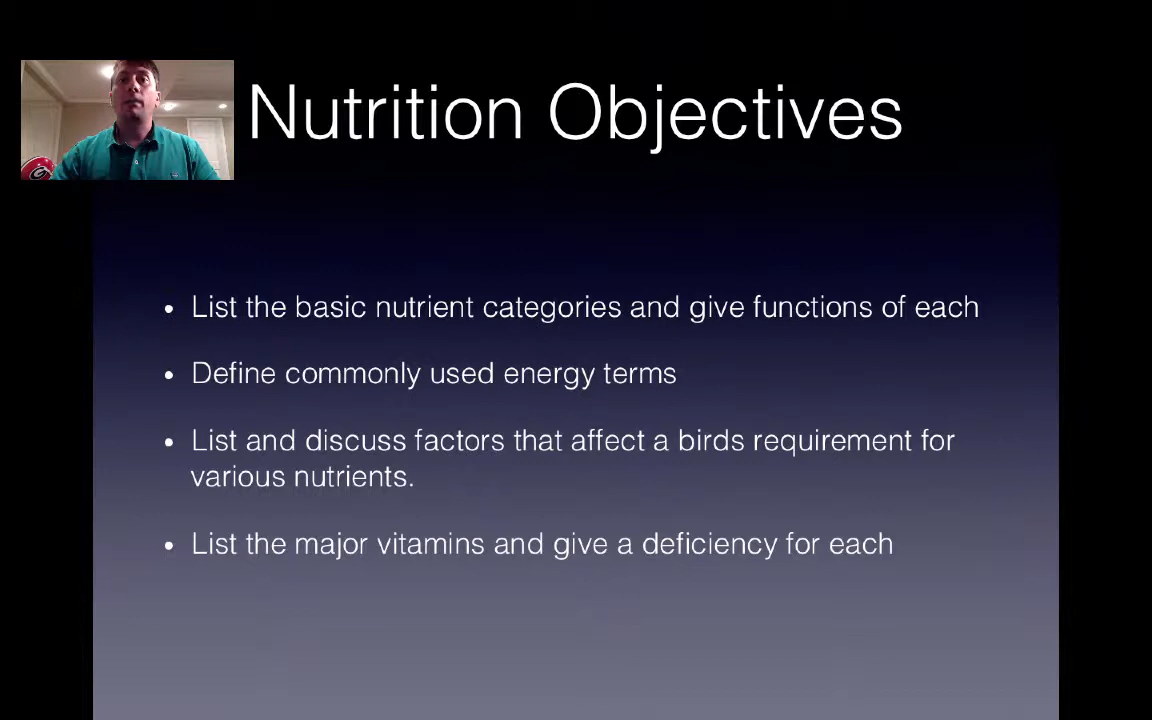 Nutrition Objectives
• List the basic nutrient categories and give functions of each
• Define commonly used energy terms
• List and discuss factors that affect a birds requirement for
various nutrients.
• List the major vitamins and give a deficiency for each
G